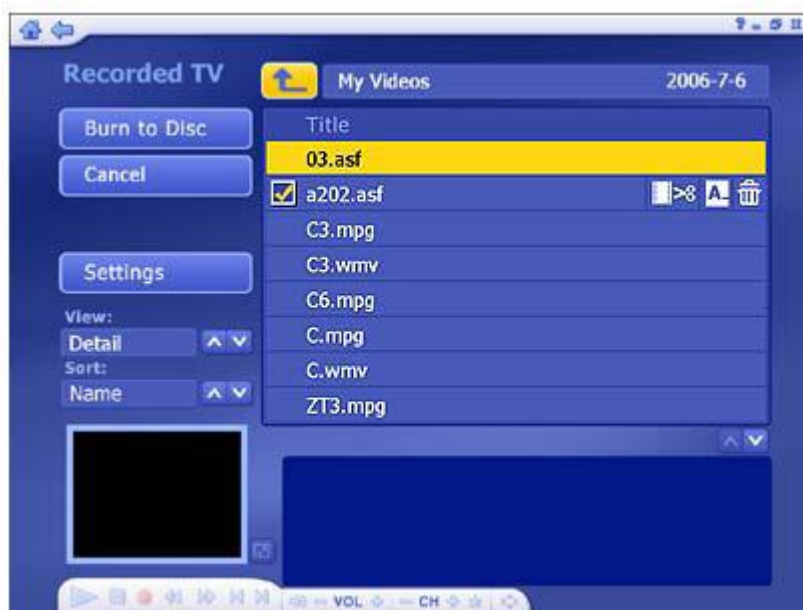 Recorded TV
My Videos 2006-7-6
Burn to Disc
Cancel
Settings
View:
Detail
Sort:
Name
Title
03.asf
a202.asf A
C3.mpg
C3.wmv
C6.mpg
C.mpg
C.wmv
ZT3.mpg
VOL CH